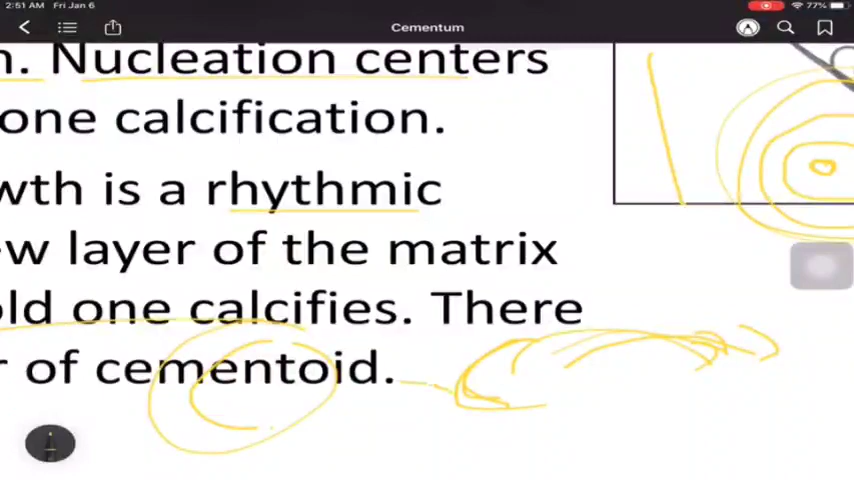 2:51 AM Fri Jan 6
77%
Cementum
n. Nucleation centers
one calcification.
wth is a rhythmic
w layer of the matrix
old one calcifies. There
r of cementoid.